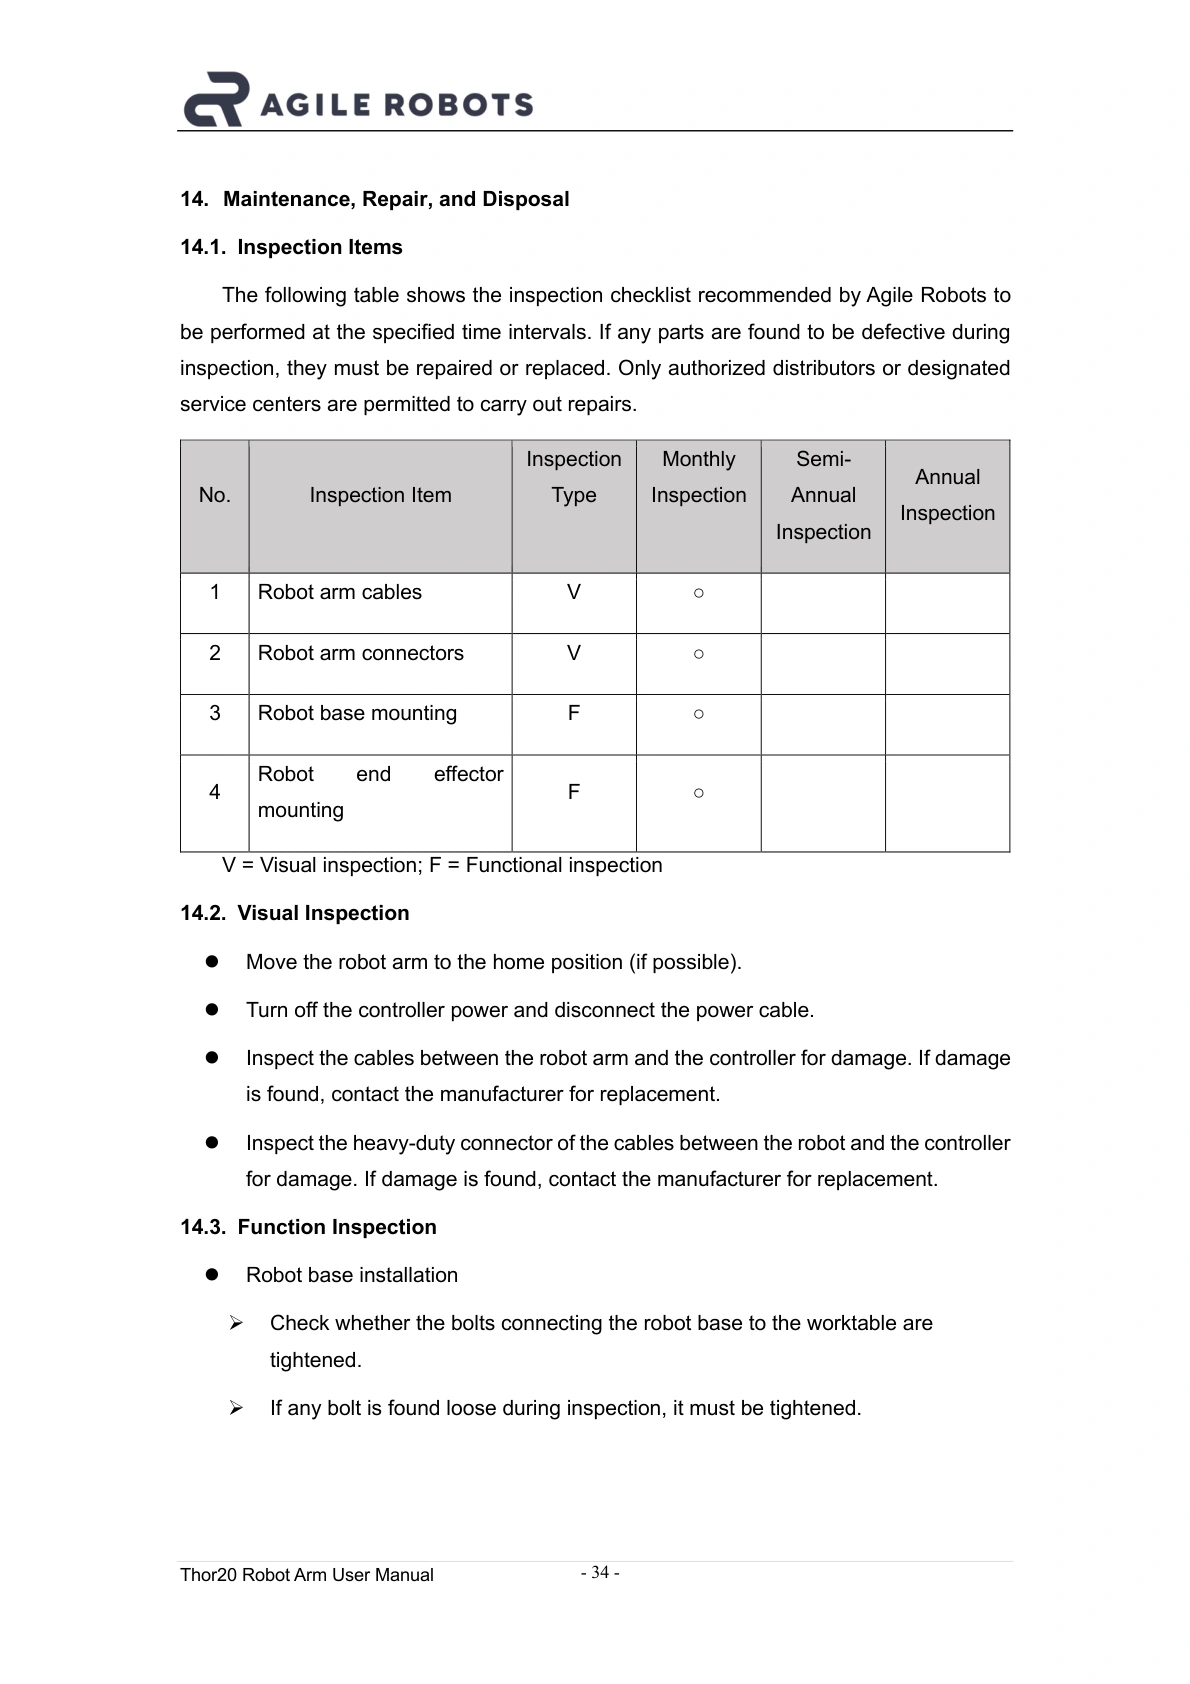 AGILE ROBOTS
14. Maintenance, Repair, and Disposal
14.1. Inspection Items
The following table shows the inspection checklist recommended by Agile Robots to
be performed at the specified time intervals. If any parts are found to be defective during
inspection, they must be repaired or replaced. Only authorized distributors or designated
service centers are permitted to carry out repairs.
No.
Inspection Item
Inspection
Type
Monthly
Inspection
Semi-
Annual
Inspection
Annual
Inspection
1 Robot arm cables V ○
2 Robot arm connectors V ○
3 Robot base mounting F ○
4 Robot end effector
mounting
F ○
V = Visual inspection; F = Functional inspection
14.2. Visual Inspection
● Move the robot arm to the home position (if possible).
● Turn off the controller power and disconnect the power cable.
● Inspect the cables between the robot arm and the controller for damage. If damage
is found, contact the manufacturer for replacement.
● Inspect the heavy-duty connector of the cables between the robot and the controller
for damage. If damage is found, contact the manufacturer for replacement.
14.3. Function Inspection
● Robot base installation
➢ Check whether the bolts connecting the robot base to the worktable are
tightened.
➢ If any bolt is found loose during inspection, it must be tightened.
Thor20 Robot Arm User Manual - 34 -